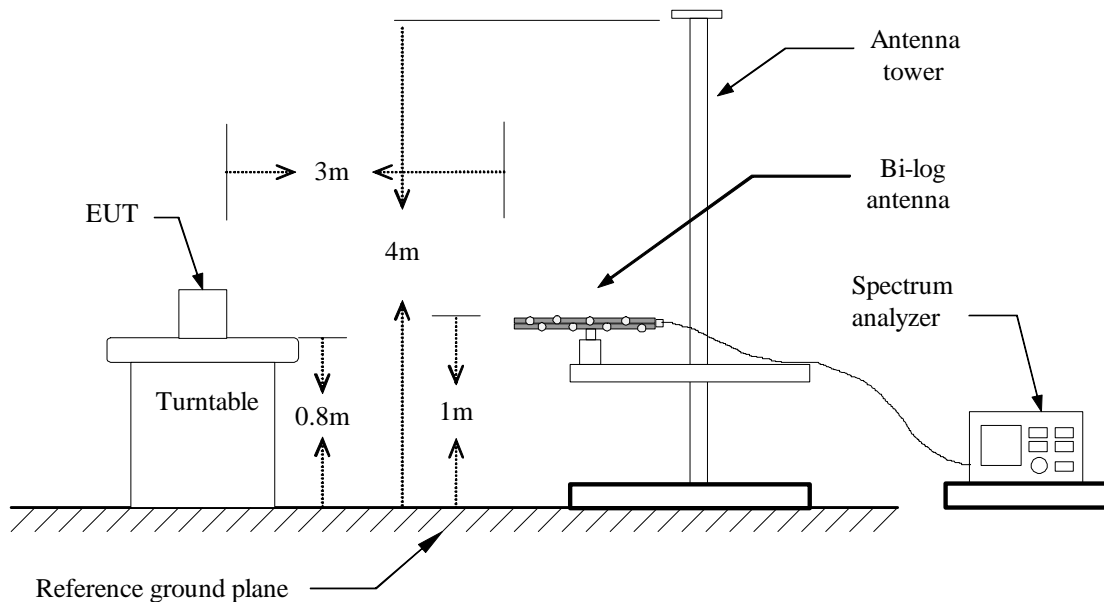 Antenna
tower
3m
Bi-log
antenna
EUT
4m
Spectrum
analyzer
Turntable
0.8m
1m
Reference ground plane